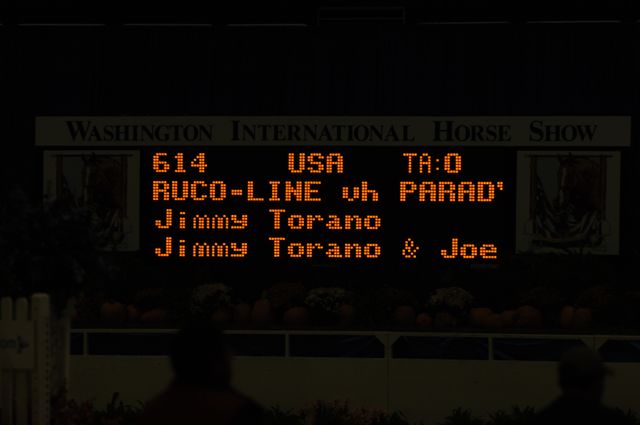 WASHINGTON INTERNATIONAL HORSE SHOW
614 USA TA:0
RUCO-LINE vh PARAD'
Jimmy Torano
Jimmy Torano & Joe